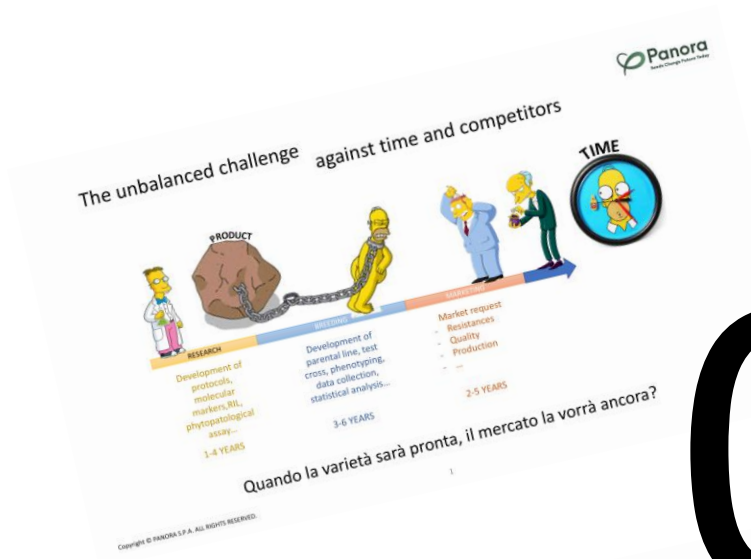 Panora
Seeds Change Future Today
The unbalanced challenge against time and competitors
TIME
PRODUCT
RESEARCH
BREEDING
MARKETING
Development of
protocols,
molecular
markers,RIL,
phytopatological
assay...
1-4 YEARS
Development of
parental line, test
cross, phenotyping,
data collection,
statistical analysis...
3-6 YEARS
Market request
- Resistances
- Quality
- Production
- ...
2-5 YEARS
Quando la varietà sarà pronta, il mercato la vorrà ancora?
1
Copyright © PANORA S.P.A. ALL RIGHTS RESERVED.